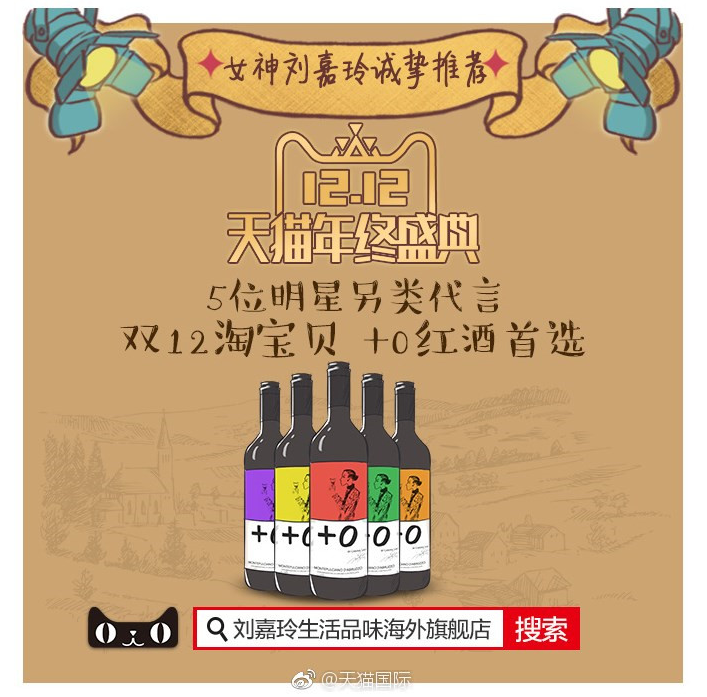 女神刘嘉玲诚挚推荐
12.12
天猫年终盛典
5位明星另类代言
双12淘宝贝 +0红酒首选
+0
+0
+0
+0
+0
MONTEPULCIANO D'ABRUZZO
刘嘉玲生活品味海外旗舰店
搜索
@天猫国际